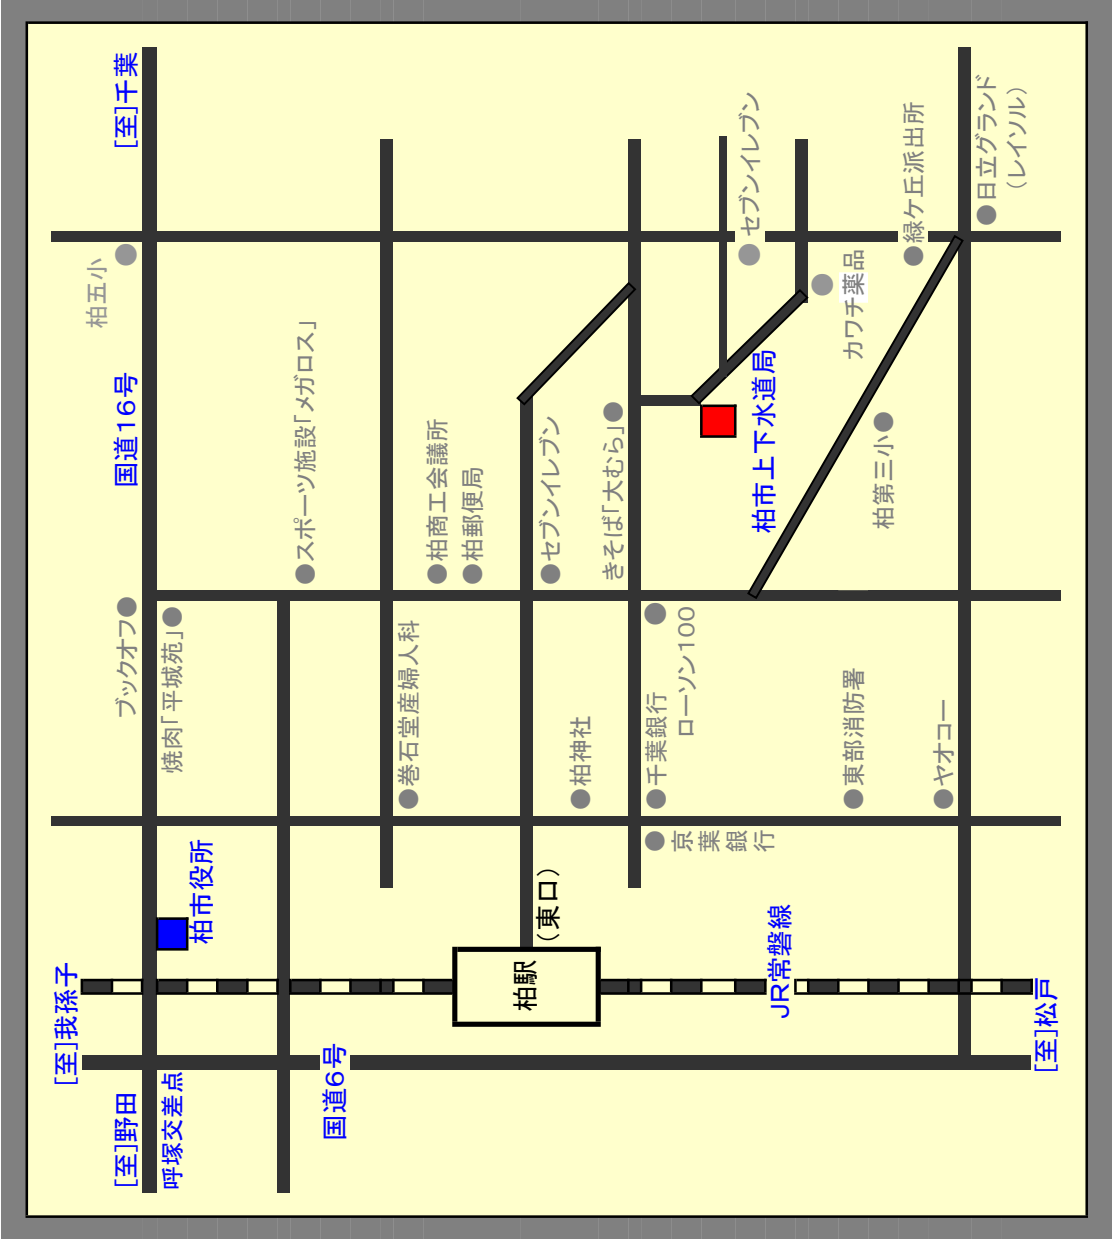 [至]我孫子
柏五小
[至]野田
ブックオフ
国道16号
[至]千葉
呼塚交差点
焼肉「平城苑」
柏市役所
スポーツ施設「メガロス」
国道6号
巻石堂産婦人科
柏商工会議所
柏郵便局
柏駅
（東口）
セブンイレブン
柏神社
きそば「大むら」
千葉銀行
京葉銀行
ローソン100
セブンイレブン
柏市上下水道局
JR常磐線
東部消防署
カワチ薬品
柏第三小
緑ケ丘派出所
ヤオコー
日立グランド
（レイソル）
[至]松戸